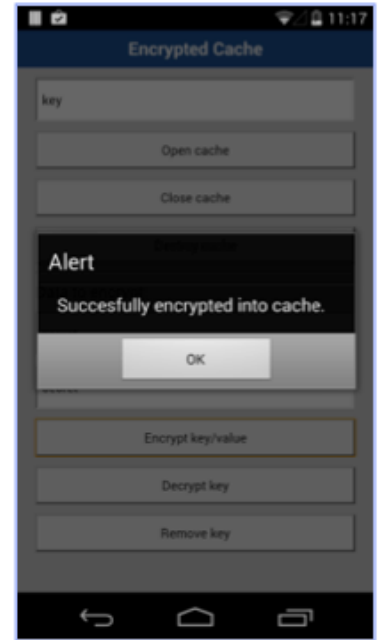 11:17
Encrypted Cache
key
Open cache
Close cache
Alert
Succesfully encrypted into cache.
OK
Encrypt key/value
Decrypt key
Remove key